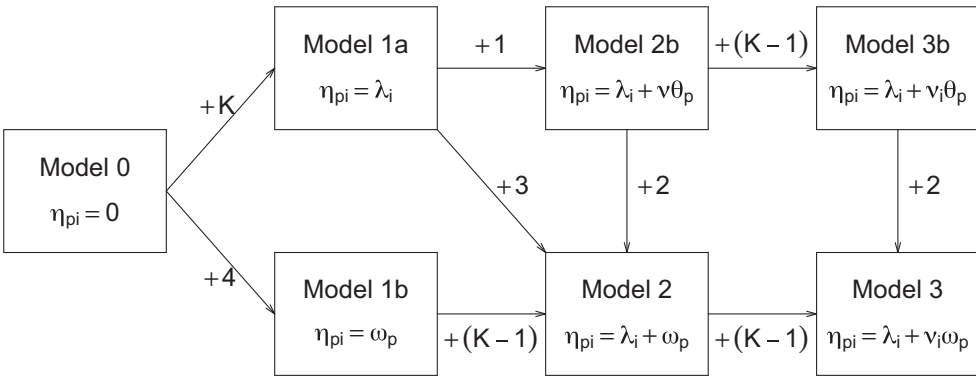 Model 1a
ηpi = λi
+1
Model 2b
ηpi = λi + νθp
+(K − 1)
Model 3b
ηpi = λi + νiθp
+K
Model 0
ηpi = 0
+3
+2
+2
+4
Model 1b
ηpi = ωp
+(K − 1)
Model 2
ηpi = λi + ωp
+(K − 1)
Model 3
ηpi = λi + νiωp